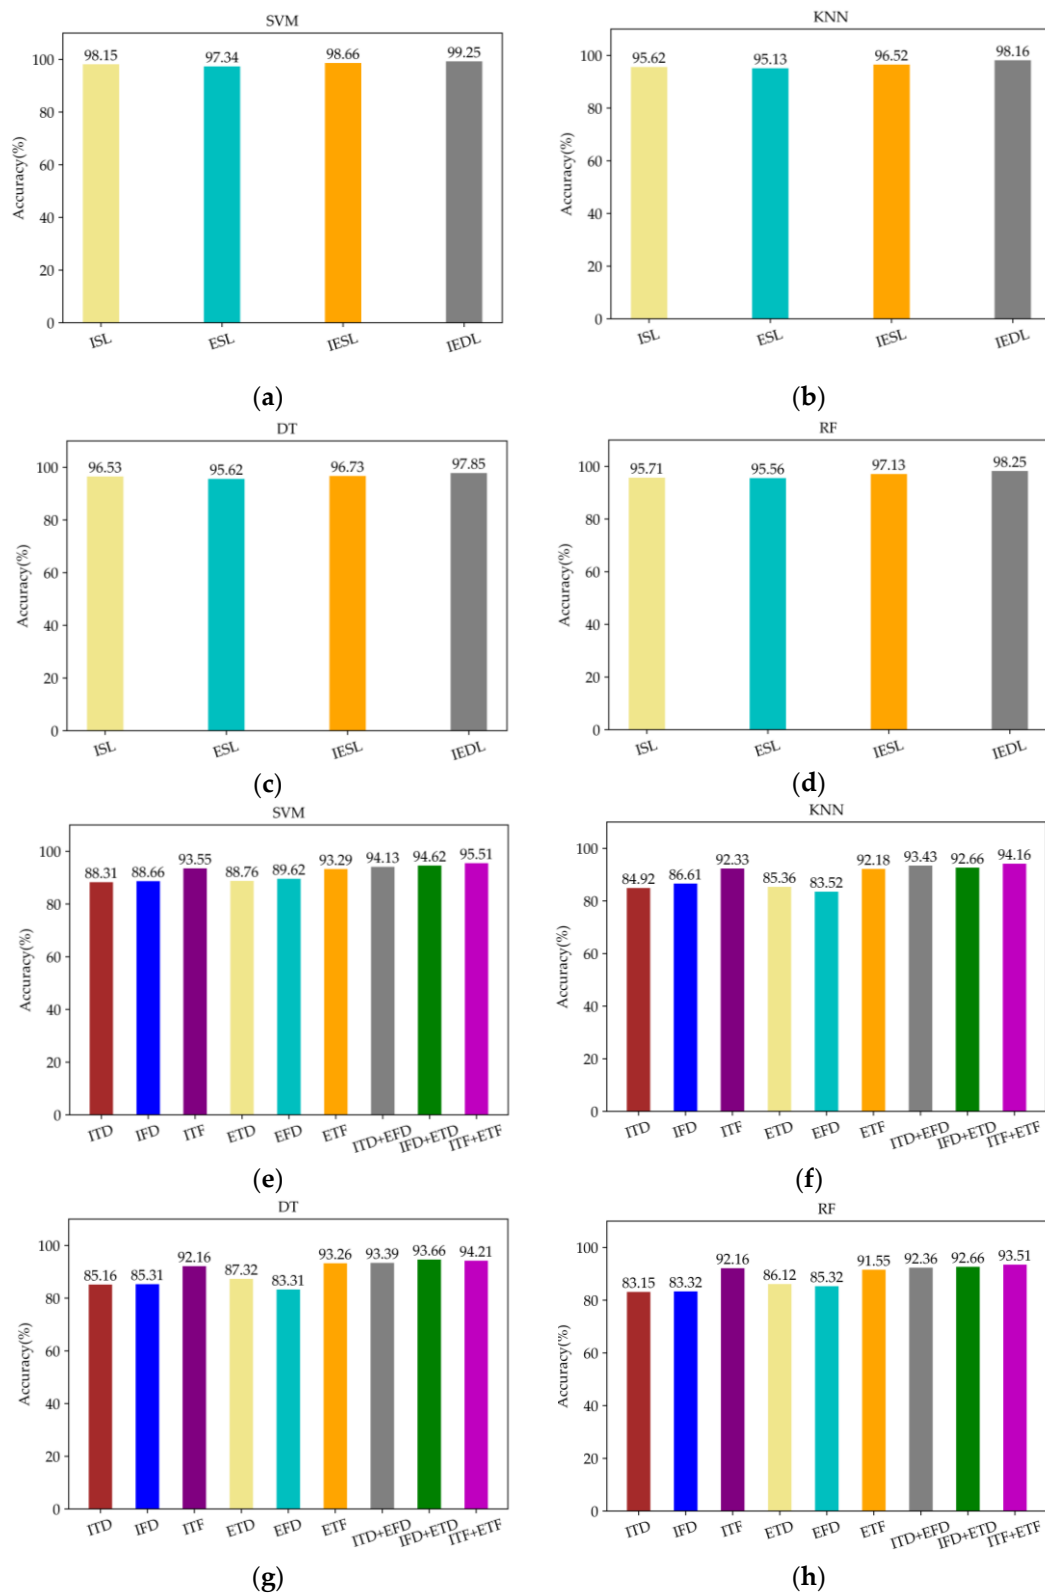 SVM
98.15 97.34 98.66 99.25
Accuracy(%)
100
80
60
40
20
0
ISL ESL IESL IEDL
(a)
KNN
95.62 95.13 96.52 98.16
Accuracy(%)
100
80
60
40
20
0
ISL ESL IESL IEDL
(b)
DT
96.53 95.62 96.73 97.85
Accuracy(%)
100
80
60
40
20
0
ISL ESL IESL IEDL
(c)
RF
95.71 95.56 97.13 98.25
Accuracy(%)
100
80
60
40
20
0
ISL ESL IESL IEDL
(d)
SVM
88.31 88.66 93.55 88.76 89.62 93.29 94.13 94.62 95.51
Accuracy(%)
100
80
60
40
20
0
ITD IFD ITF ETD EFD ETF ITD+EFD IFD+ETD ITF+ETF
(e)
KNN
84.92 86.61 92.33 85.36 83.52 92.18 93.43 92.66 94.16
Accuracy(%)
100
80
60
40
20
0
ITD IFD ITF ETD EFD ETF ITD+EFD IFD+ETD ITF+ETF
(f)
DT
85.16 85.31 92.16 87.32 83.31 93.26 93.39 93.66 94.21
Accuracy(%)
100
80
60
40
20
0
ITD IFD ITF ETD EFD ETF ITD+EFD IFD+ETD ITF+ETF
(g)
RF
83.15 83.32 92.16 86.12 85.32 91.55 92.36 92.66 93.51
Accuracy(%)
100
80
60
40
20
0
ITD IFD ITF ETD EFD ETF ITD+EFD IFD+ETD ITF+ETF
(h)